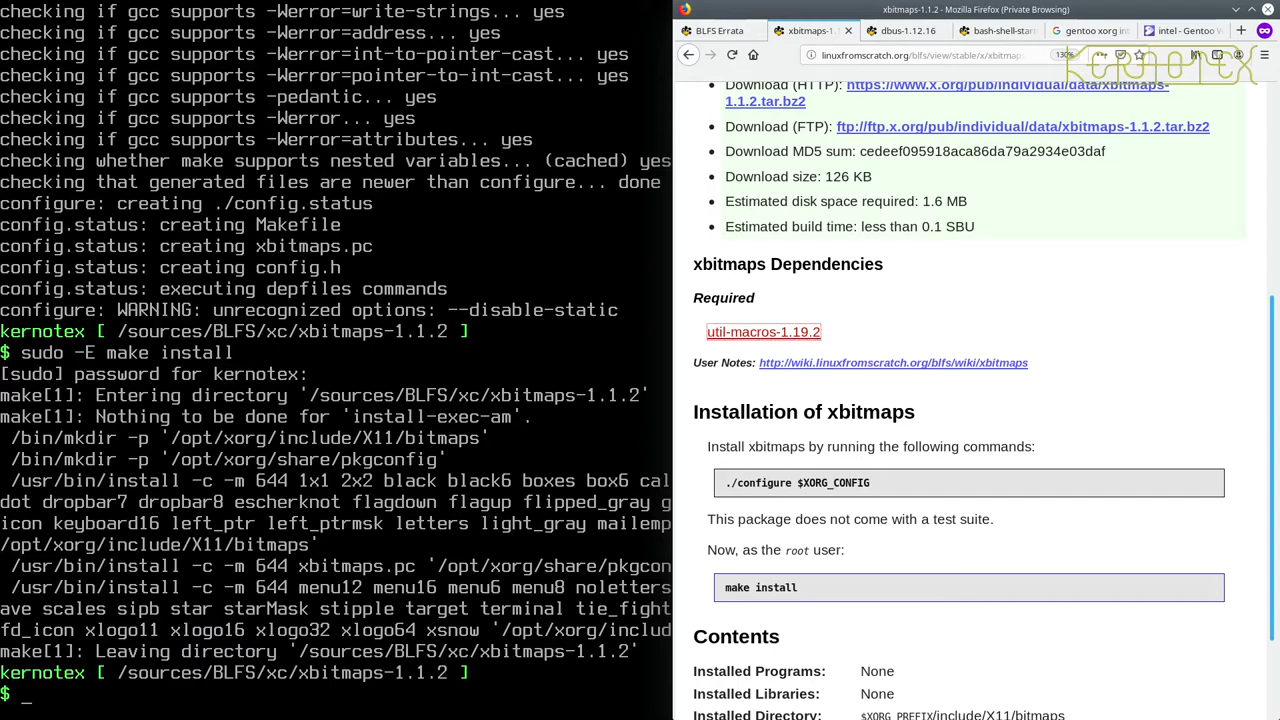 checking if gcc supports -Werror=write-strings... yes
checking if gcc supports -Werror=address... yes
checking if gcc supports -Werror=int-to-pointer-cast... yes
checking if gcc supports -Werror=pointer-to-int-cast... yes
checking if gcc supports -pedantic... yes
checking if gcc supports -Werror... yes
checking if gcc supports -Werror=attributes... yes
checking whether make supports nested variables... (cached) yes
checking that generated files are newer than configure... done
configure: creating ./config.status
config.status: creating Makefile
config.status: creating xbitmaps.pc
config.status: creating config.h
config.status: executing depfiles commands
configure: WARNING: unrecognized options: --disable-static
kernotex [ /sources/BLFS/xc/xbitmaps-1.1.2 ]
$ sudo -E make install
[sudo] password for kernotex:
make[1]: Entering directory '/sources/BLFS/xc/xbitmaps-1.1.2'
make[1]: Nothing to be done for 'install-exec-am'.
/bin/mkdir -p '/opt/xorg/include/X11/bitmaps'
/bin/mkdir -p '/opt/xorg/share/pkgconfig'
/usr/bin/install -c -m 644 1x1 2x2 black black6 boxes box6 cal
dot dropbar7 dropbar8 escherknot flagdown flagup flipped_gray g
icon keyboard16 left_ptr left_ptrmsk letters light_gray mailemp
/opt/xorg/include/X11/bitmaps'
/usr/bin/install -c -m 644 xbitmaps.pc '/opt/xorg/share/pkgcon
/usr/bin/install -c -m 644 menu12 menu16 menu6 menu8 noletters
ave scales sipb star starMask stipple target terminal tie_fight
fd_icon xlogo11 xlogo16 xlogo32 xlogo64 xsnow '/opt/xorg/includ
make[1]: Leaving directory '/sources/BLFS/xc/xbitmaps-1.1.2'
kernotex [ /sources/BLFS/xc/xbitmaps-1.1.2 ]
$ _
xbitmaps-1.1.2 - Mozilla Firefox (Private Browsing)
BLFS Errata
xbitmaps-1.1
dbus-1.12.16
bash-shell-star
gentoo xorg int
intel - Gentoo W
linuxfromscratch.org/blfs/view/stable/x/xbitmaps
130%
KERNOTEX
Download (HTTP): https://www.x.org/pub/individual/data/xbitmaps-
1.1.2.tar.bz2
Download (FTP): ftp://ftp.x.org/pub/individual/data/xbitmaps-1.1.2.tar.bz2
Download MD5 sum: cedeef095918aca86da79a2934e03daf
Download size: 126 KB
Estimated disk space required: 1.6 MB
Estimated build time: less than 0.1 SBU
xbitmaps Dependencies
Required
util-macros-1.19.2
User Notes: http://wiki.linuxfromscratch.org/blfs/wiki/xbitmaps
Installation of xbitmaps
Install xbitmaps by running the following commands:
./configure $XORG_CONFIG
This package does not come with a test suite.
Now, as the root user:
make install
Contents
Installed Programs: None
Installed Libraries: None
Installed Directory: $XORG_PREFIX/include/X11/bitmaps